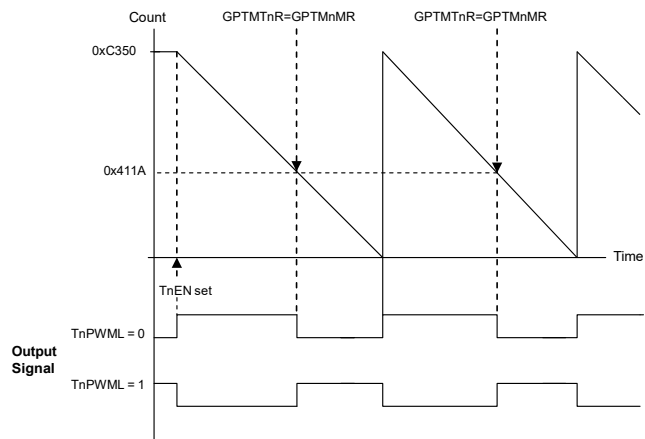 Count
GPTMTnR=GPTMnMR
GPTMTnR=GPTMnMR
0xC350
0x411A
Time
TnEN set
TnPWML = 0
Output
Signal
TnPWML = 1